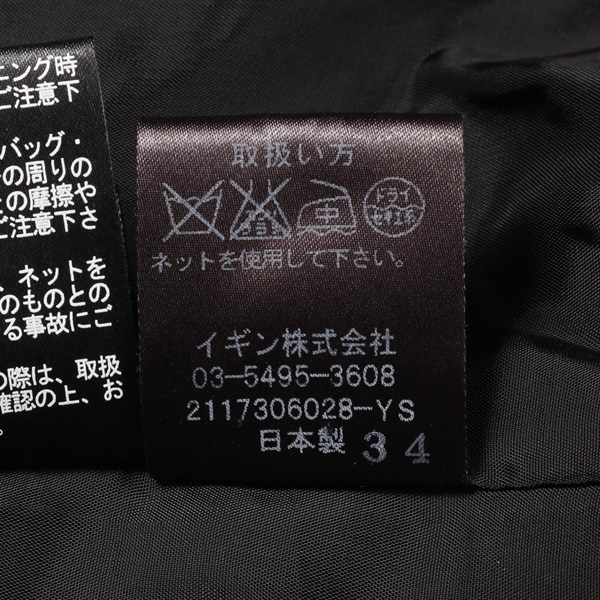 ニング時
ご注意下
バッグ・
の周りの
との摩擦や
ご注意下さ
、ネットを
のものとの
る事故にご
の際は、取扱
確認の上、お
。
取扱い方
中 ドライ
セキユ系
ネットを使用して下さい。
イギン株式会社
03-5495-3608
2117306028-YS
日本製 34